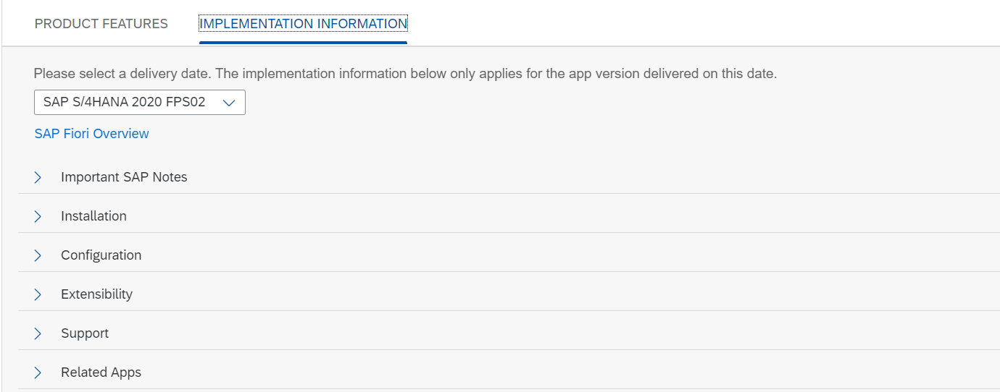 PRODUCT FEATURES IMPLEMENTATION INFORMATION
Please select a delivery date. The implementation information below only applies for the app version delivered on this date.
SAP S/4HANA 2020 FPS02
SAP Fiori Overview
Important SAP Notes
Installation
Configuration
Extensibility
Support
Related Apps